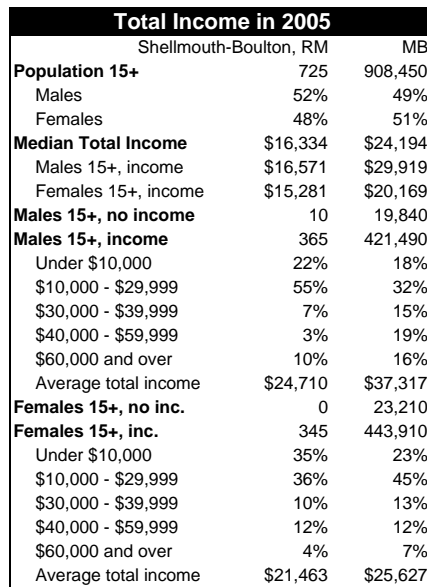 Total Income in 2005
Shellmouth-Boulton, RM MB
Population 15+ 725 908,450
Males 52% 49%
Females 48% 51%
Median Total Income $16,334 $24,194
Males 15+, income $16,571 $29,919
Females 15+, income $15,281 $20,169
Males 15+, no income 10 19,840
Males 15+, income 365 421,490
Under $10,000 22% 18%
$10,000 - $29,999 55% 32%
$30,000 - $39,999 7% 15%
$40,000 - $59,999 3% 19%
$60,000 and over 10% 16%
Average total income $24,710 $37,317
Females 15+, no inc. 0 23,210
Females 15+, inc. 345 443,910
Under $10,000 35% 23%
$10,000 - $29,999 36% 45%
$30,000 - $39,999 10% 13%
$40,000 - $59,999 12% 12%
$60,000 and over 4% 7%
Average total income $21,463 $25,627